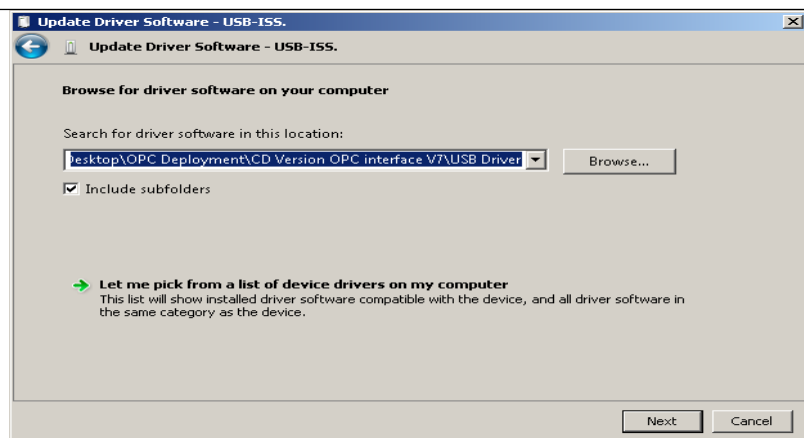 Update Driver Software - USB-ISS.
Update Driver Software - USB-ISS.
Browse for driver software on your computer
Search for driver software in this location:
Desktop\OPC Deployment\CD Version OPC interface V7\USB Driver
Browse...
Include subfolders
Let me pick from a list of device drivers on my computer
This list will show installed driver software compatible with the device, and all driver software in
the same category as the device.
Next
Cancel